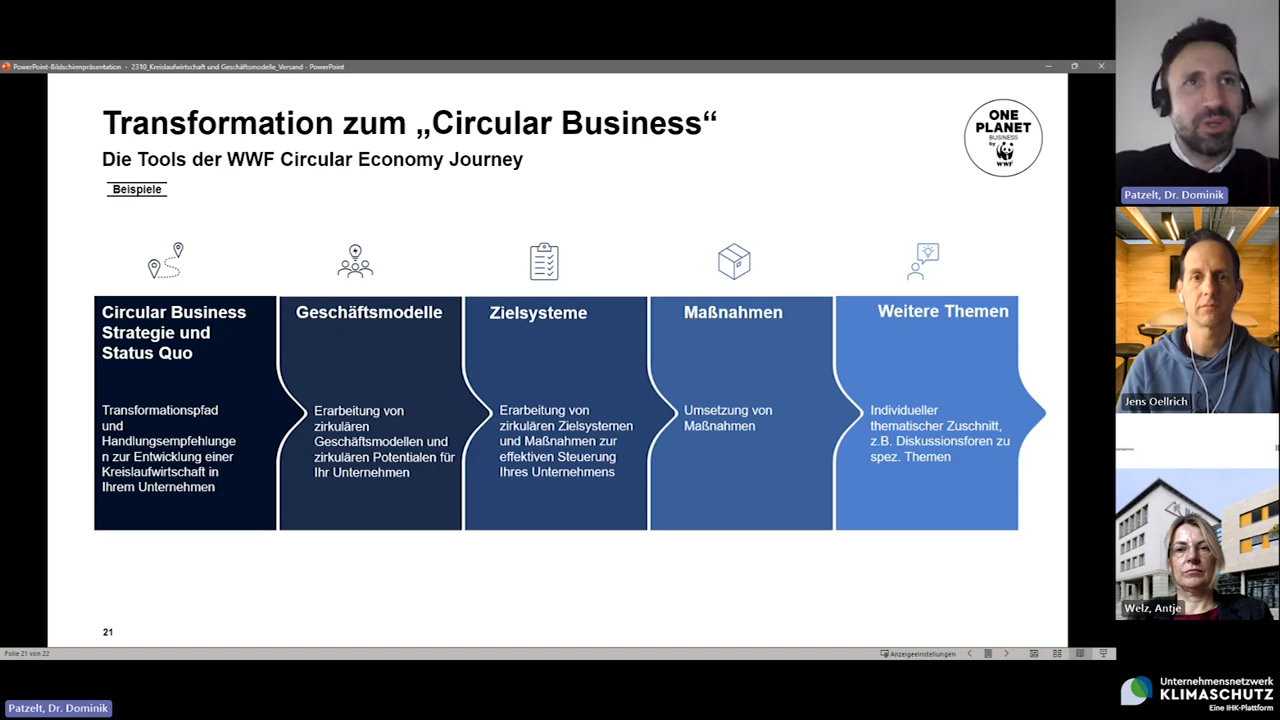 PowerPoint-Bildschirmpräsentation - 2310_Kreislaufwirtschaft und Geschäftsmodelle_Versand - PowerPoint
Transformation zum „Circular Business“
Die Tools der WWF Circular Economy Journey
Beispiele
ONE
PLANET
BUSINESS
by
WWF
Circular Business
Strategie und
Status Quo
Transformationspfad
und
Handlungsempfehlunge
n zur Entwicklung einer
Kreislaufwirtschaft in
Ihrem Unternehmen
Geschäftsmodelle
Erarbeitung von
zirkulären
Geschäftsmodellen und
zirkulären Potentialen für
Ihr Unternehmen
Zielsysteme
Erarbeitung von
zirkulären Zielsystemen
und Maßnahmen zur
effektiven Steuerung
Ihres Unternehmens
Maßnahmen
Umsetzung von
Maßnahmen
Weitere Themen
Individueller
thematischer Zuschnitt,
z.B. Diskussionsforen zu
spez. Themen
21
Folie 21 von 22
Anzeigeeinstellungen
Patzelt, Dr. Dominik
Jens Oellrich
Welz, Antje
Patzelt, Dr. Dominik
Unternehmensnetzwerk
KLIMASCHUTZ
Eine IHK-Plattform